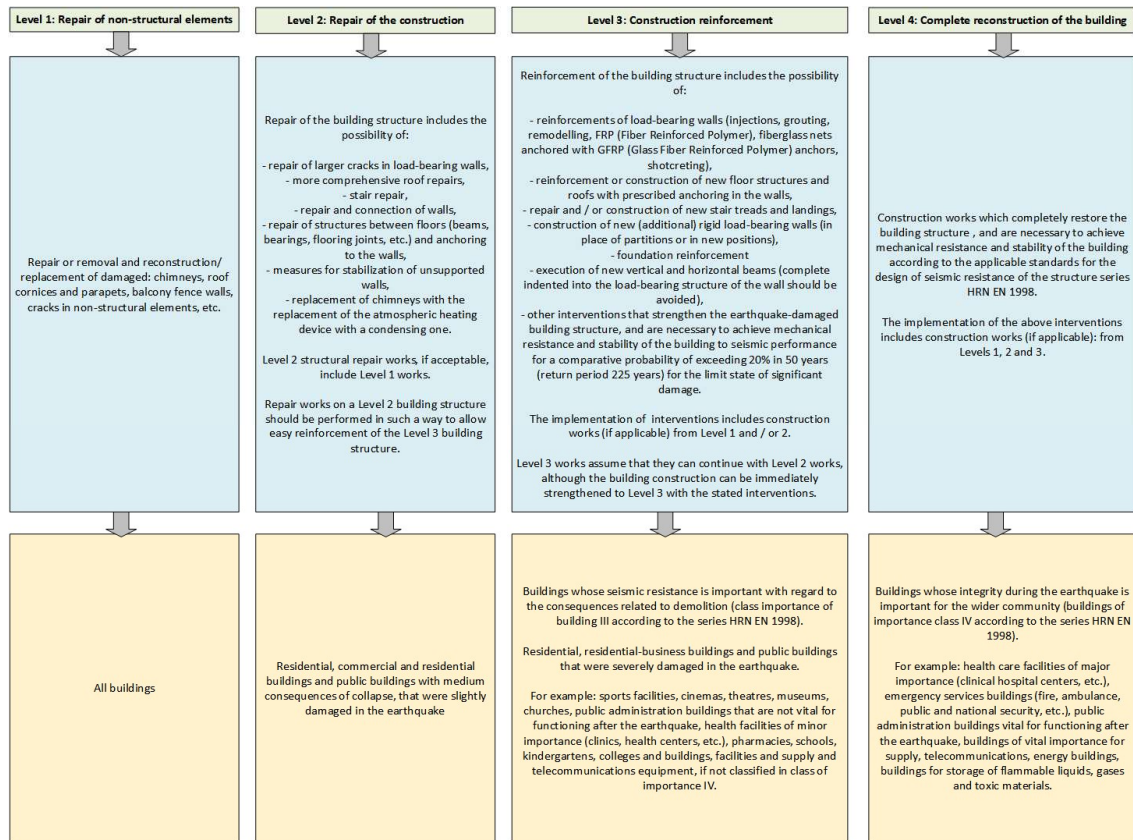 Level 1: Repair of non-structural elements
Repair or removal and reconstruction/
replacement of damaged: chimneys, roof
cornices and parapets, balcony fence walls,
cracks in non-structural elements, etc.
All buildings
Level 2: Repair of the construction
Repair of the building structure includes the
possibility of:
- repair of larger cracks in load-bearing walls,
- more comprehensive roof repairs,
- stair repair,
- repair and connection of walls,
- repair of structures between floors (beams,
bearings, flooring joints, etc.) and anchoring
to the walls,
- measures for stabilization of unsupported
walls,
- replacement of chimneys with the
replacement of the atmospheric heating
device with a condensing one.
Level 2 structural repair works, if acceptable,
include Level 1 works.
Repair works on a Level 2 building structure
should be performed in such a way to allow
easy reinforcement of the Level 3 building
structure.
Residential, commercial and residential
buildings and public buildings with medium
consequences of collapse, that were slightly
damaged in the earthquake
Level 3: Construction reinforcement
Reinforcement of the building structure includes the possibility
of:
- reinforcements of load-bearing walls (injections, grouting,
remodelling, FRP (Fiber Reinforced Polymer), fiberglass nets
anchored with GFRP (Glass Fiber Reinforced Polymer) anchors,
shotcreting),
- reinforcement or construction of new floor structures and
roofs with prescribed anchoring in the walls,
- repair and / or construction of new stair treads and landings,
- construction of new (additional) rigid load-bearing walls (in
place of partitions or in new positions),
- foundation reinforcement
- execution of new vertical and horizontal beams (complete
indented into the load-bearing structure of the wall should be
avoided),
- other interventions that strengthen the earthquake-damaged
building structure, and are necessary to achieve mechanical
resistance and stability of the building to seismic performance
for a comparative probability of exceeding 20% in 50 years
(return period 225 years) for the limit state of significant
damage.
The implementation of interventions includes construction
works (if applicable) from Level 1 and / or 2.
Level 3 works assume that they can continue with Level 2 works,
although the building construction can be immediately
strengthened to Level 3 with the stated interventions.
Buildings whose seismic resistance is important with regard to
the consequences related to demolition (class importance of
building III according to the series HRN EN 1998).
Residential, residential-business buildings and public buildings
that were severely damaged in the earthquake.
For example: sports facilities, cinemas, theatres, museums,
churches, public administration buildings that are not vital for
functioning after the earthquake, health facilities of minor
importance (clinics, health centers, etc.), pharmacies, schools,
kindergartens, colleges and buildings, facilities and supply and
telecommunications equipment, if not classified in class of
importance IV.
Level 4: Complete reconstruction of the building
Construction works which completely restore the
building structure , and are necessary to achieve
mechanical resistance and stability of the building
according to the applicable standards for the
design of seismic resistance of the structure series
HRN EN 1998.
The implementation of the above interventions
includes construction works (if applicable): from
Levels 1, 2 and 3.
Buildings whose integrity during the earthquake is
important for the wider community (buildings of
importance class IV according to the series HRN EN
1998).
For example: health care facilities of major
importance (clinical hospital centers, etc.),
emergency services buildings (fire, ambulance,
public and national security, etc.), public
administration buildings vital for functioning after
the earthquake, buildings of vital importance for
supply, telecommunications, energy buildings,
buildings for storage of flammable liquids, gases
and toxic materials.